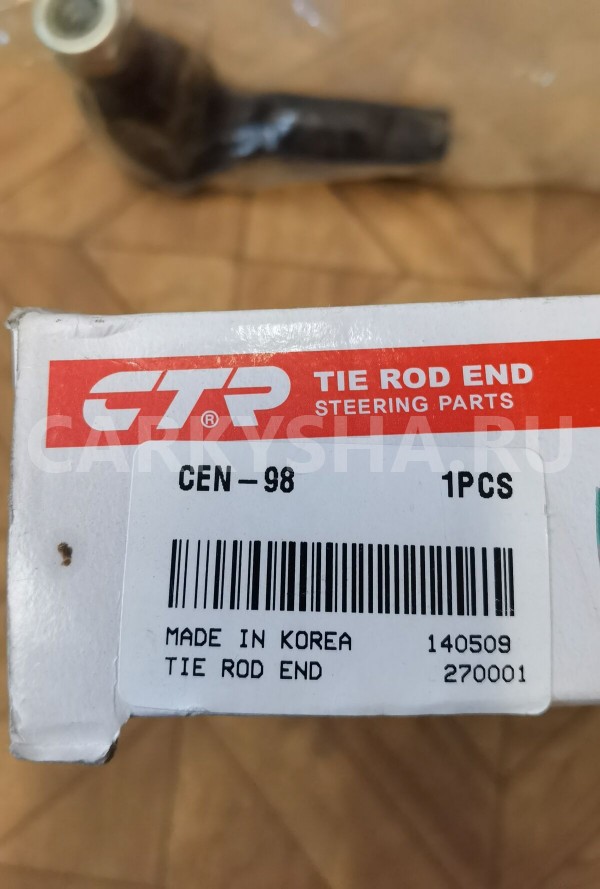 CTR® TIE ROD END
STEERING PARTS
CARKYSHA.RU
CEN-98 1PCS
MADE IN KOREA 140509
TIE ROD END 270001